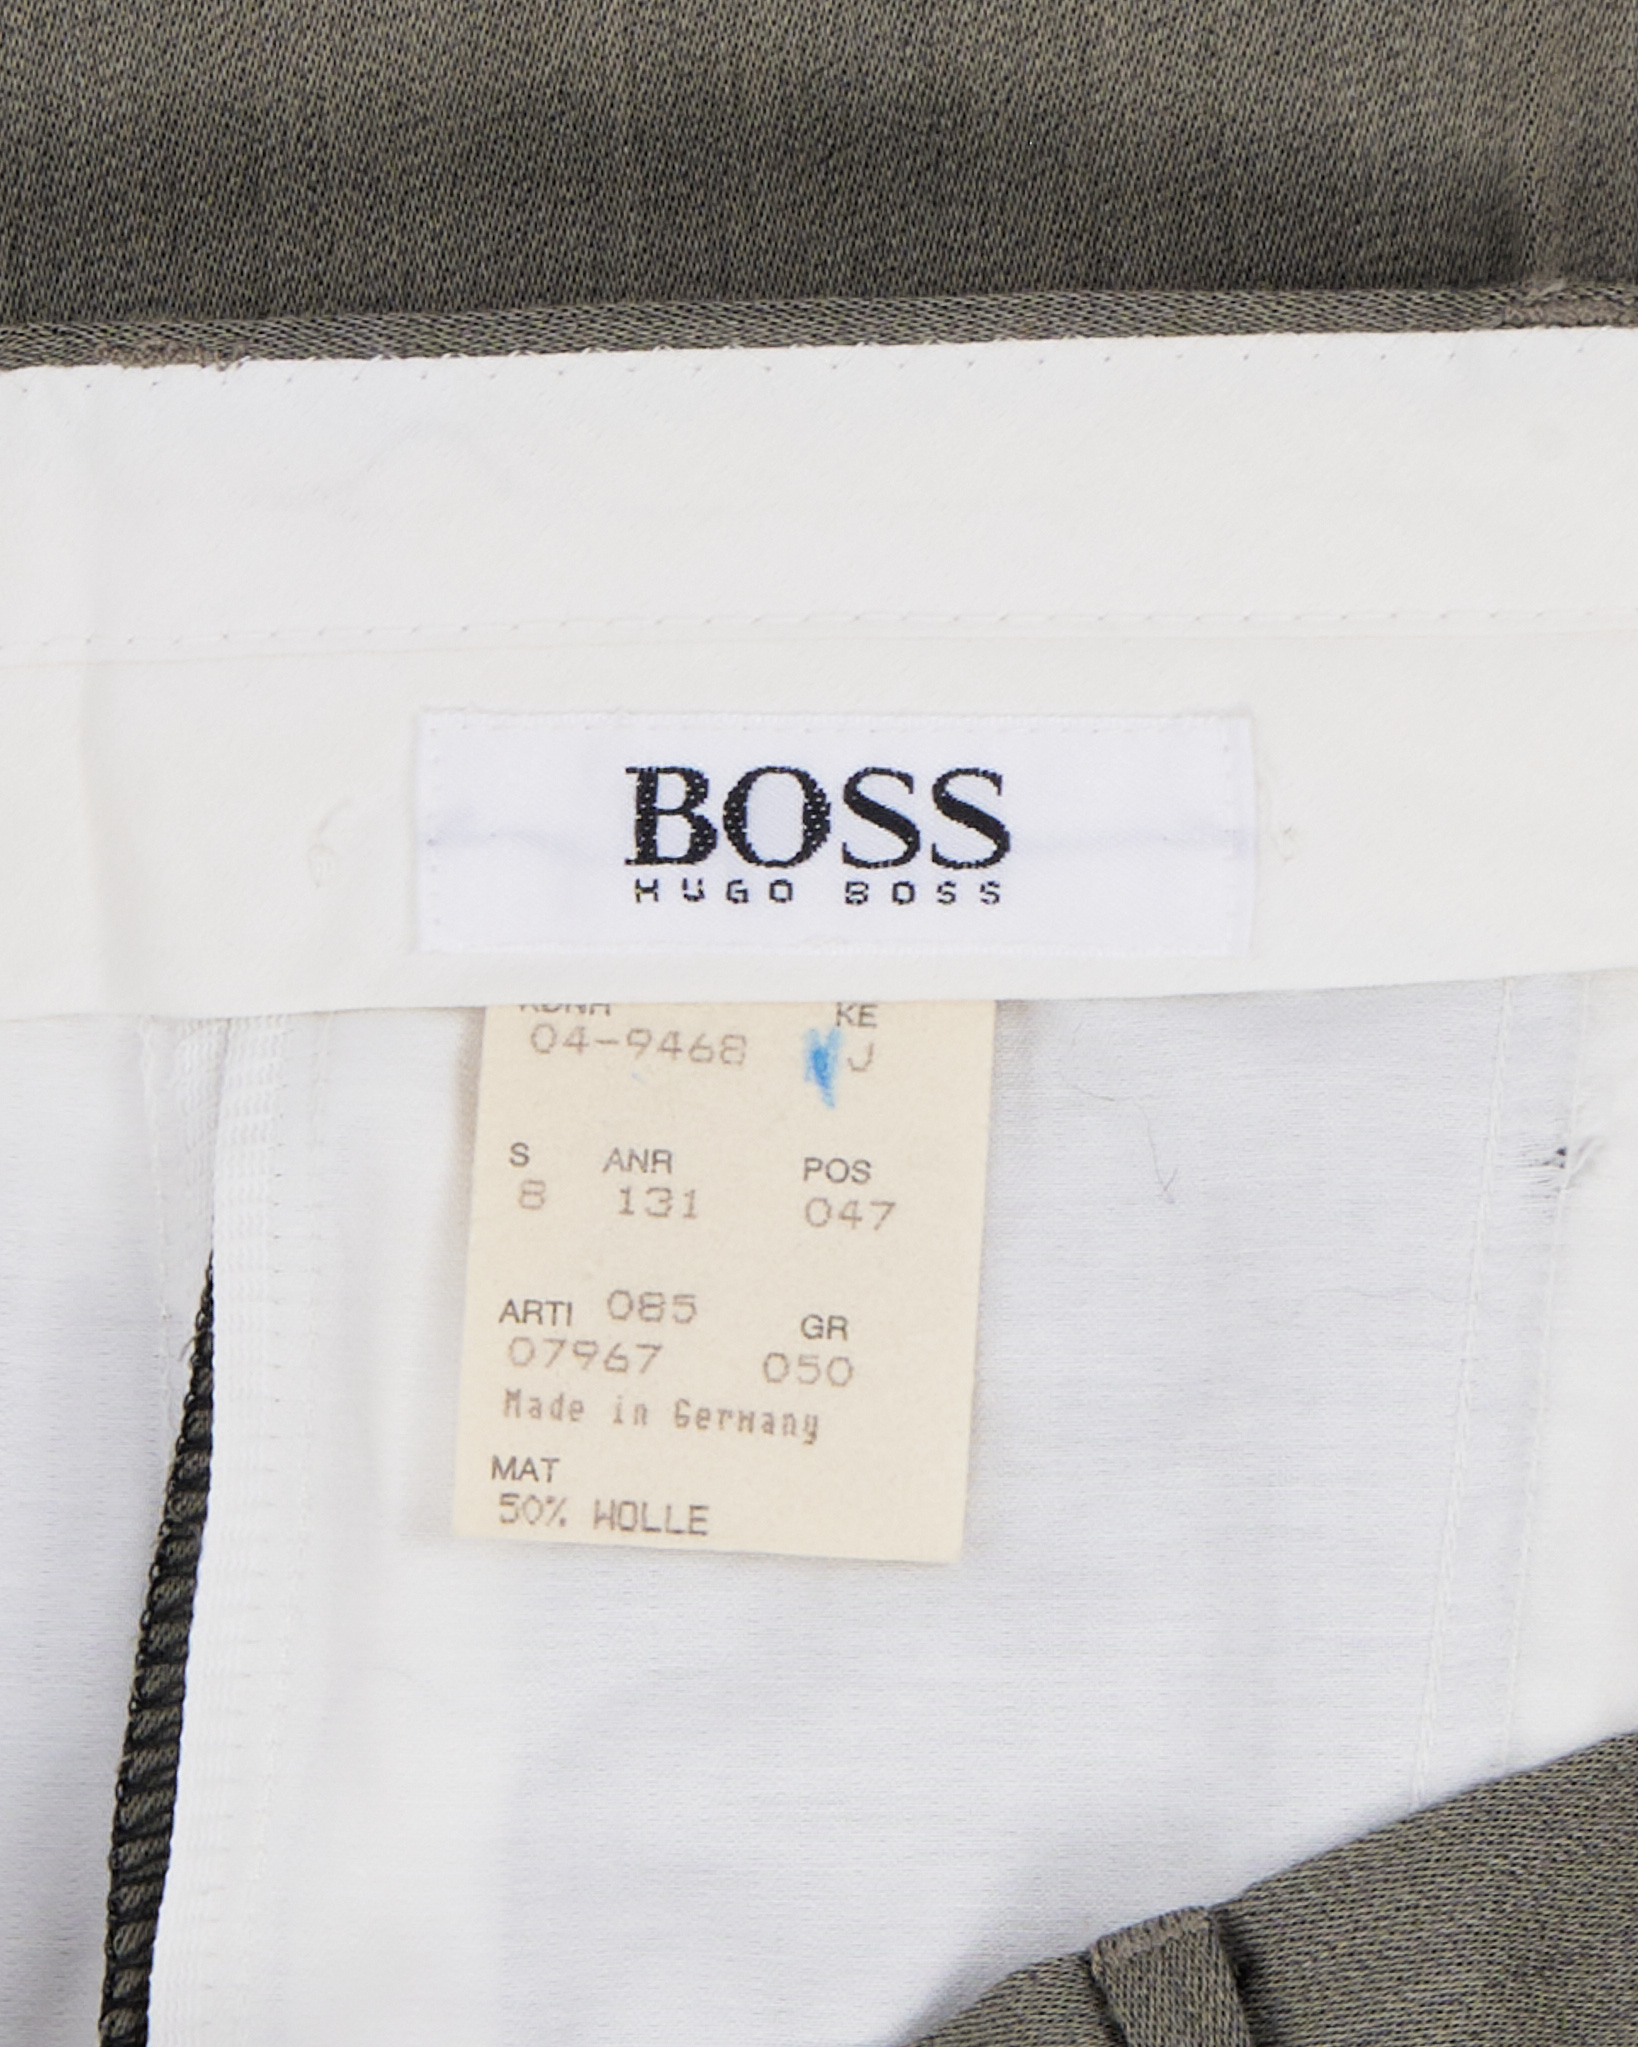 BOSS
HUGO BOSS
KDNR KE
04-9468 J
S ANR POS
8 131 047
ARTI 085 GR
07967 050
Made in Germany
MAT
50% WOLLE